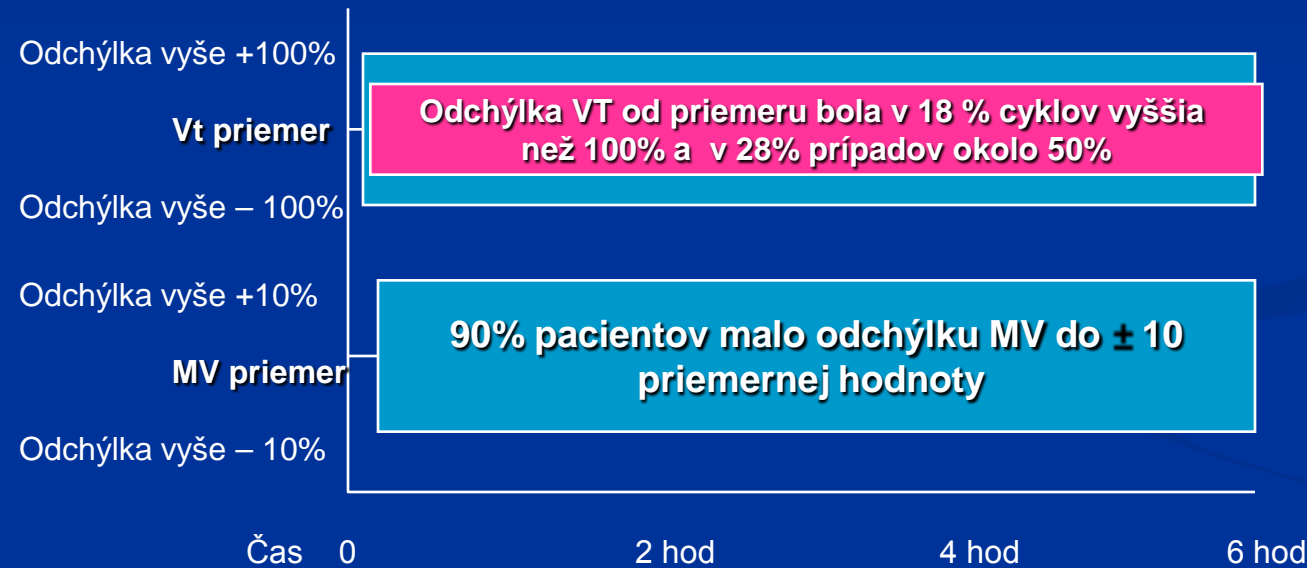 Odchýlka vyše +100%
Vt priemer
Odchýlka VT od priemeru bola v 18 % cyklov vyššia
než 100% a v 28% prípadov okolo 50%
Odchýlka vyše – 100%
Odchýlka vyše +10%
90% pacientov malo odchýlku MV do ± 10
priemernej hodnoty
MV priemer
Odchýlka vyše – 10%
Čas 0 2 hod 4 hod 6 hod